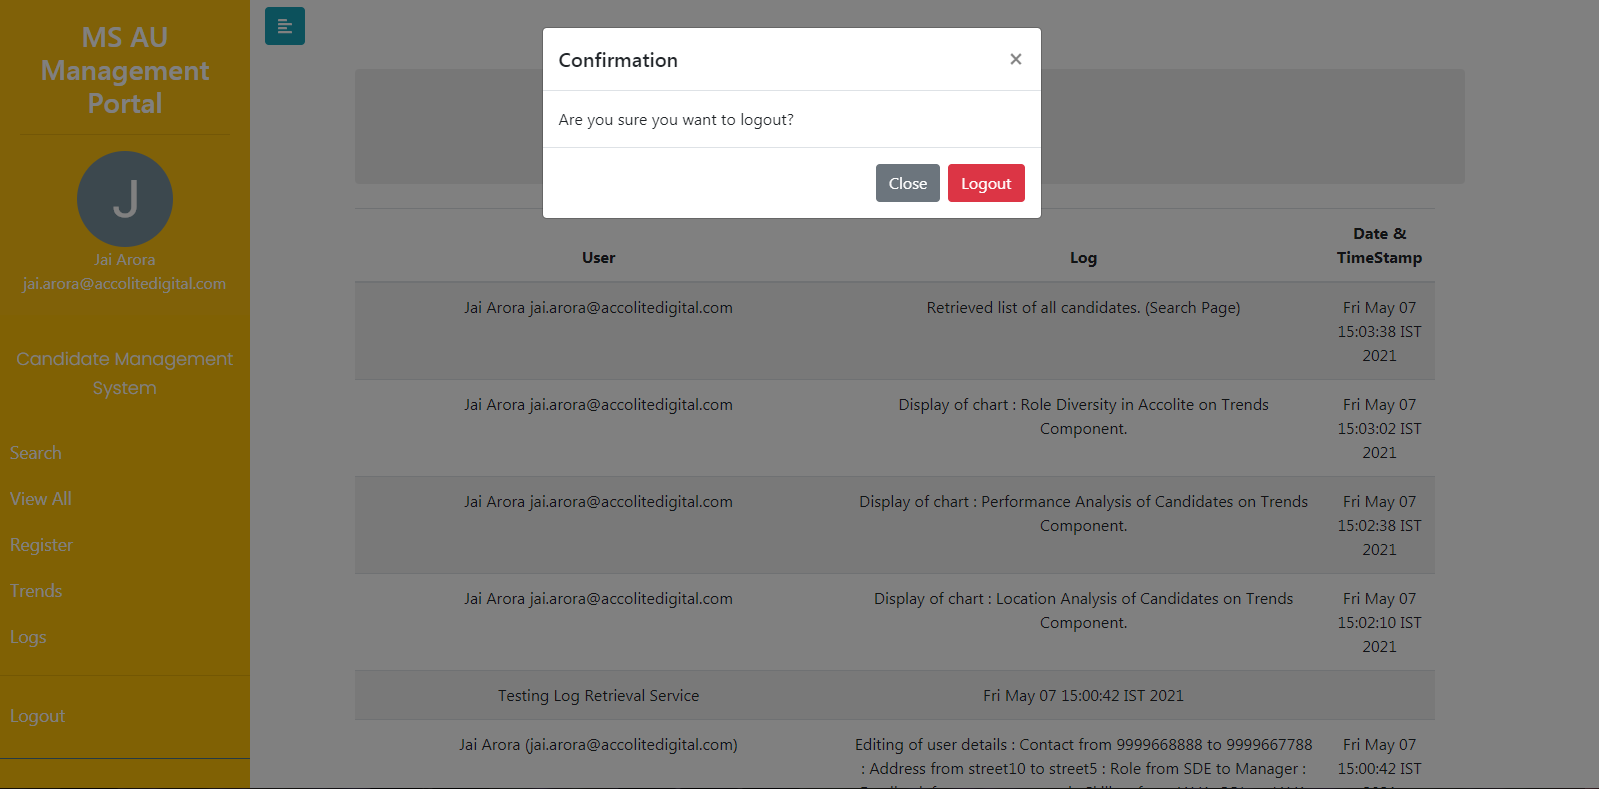 MS AU
Management
Portal
J
Jai Arora
jai.arora@accolitedigital.com
Candidate Management
System
Search
View All
Register
Trends
Logs
Logout
Confirmation
×
Are you sure you want to logout?
Close Logout
User Log Date &
TimeStamp
Jai Arora jai.arora@accolitedigital.com Retrieved list of all candidates. (Search Page) Fri May 07
15:03:38 IST
2021
Jai Arora jai.arora@accolitedigital.com Display of chart : Role Diversity in Accolite on Trends Fri May 07
Component. 15:03:02 IST
2021
Jai Arora jai.arora@accolitedigital.com Display of chart : Performance Analysis of Candidates on Trends Fri May 07
Component. 15:02:38 IST
2021
Jai Arora jai.arora@accolitedigital.com Display of chart : Location Analysis of Candidates on Trends Fri May 07
Component. 15:02:10 IST
2021
Testing Log Retrieval Service Fri May 07 15:00:42 IST 2021
Jai Arora (jai.arora@accolitedigital.com) Editing of user details : Contact from 9999668888 to 9999667788 Fri May 07
: Address from street10 to street5 : Role from SDE to Manager : 15:00:42 IST